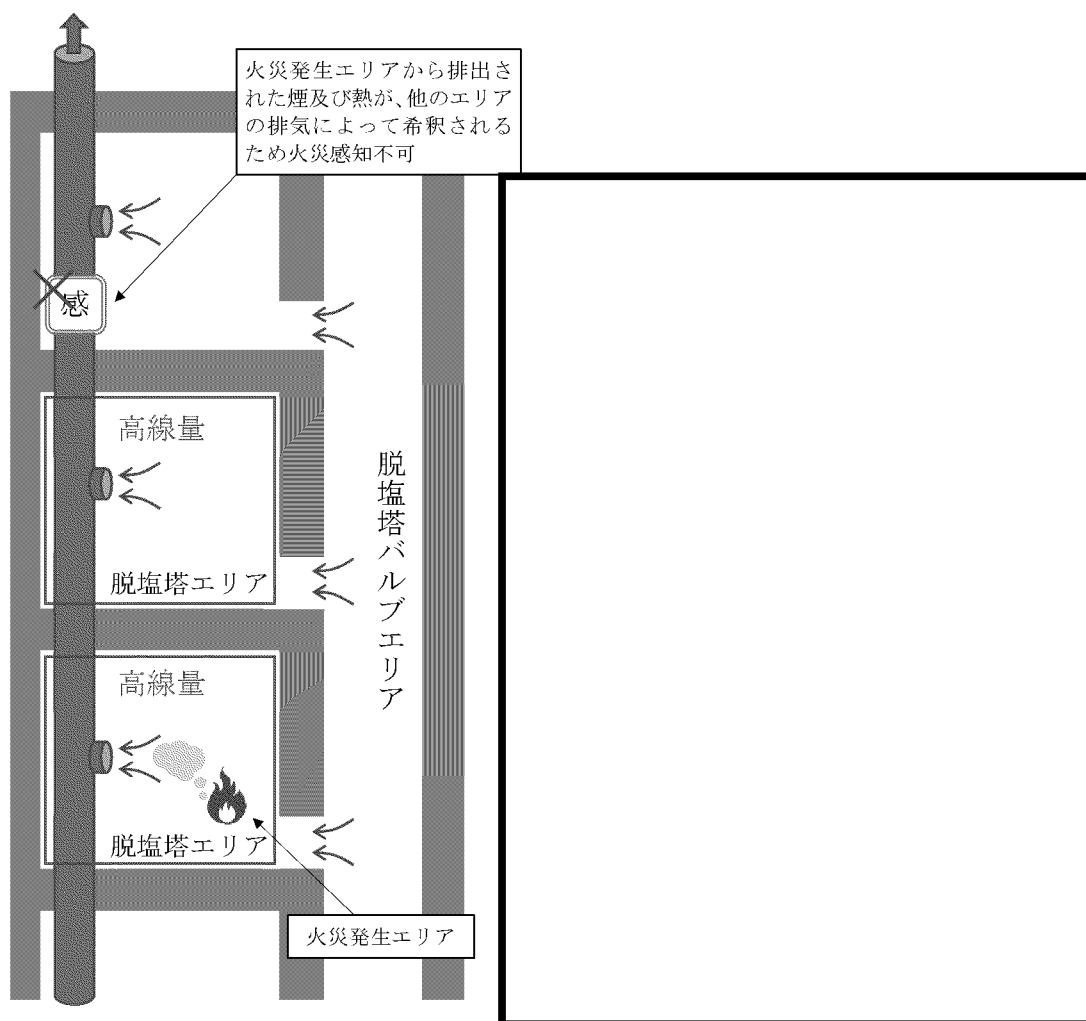 火災発生エリアから排出さ
れた煙及び熱が、他のエリア
の排気によって希釈される
ため火災感知不可
感
高線量
脱塩塔エリア
脱塩塔バルブエリア
高線量
脱塩塔エリア
火災発生エリア